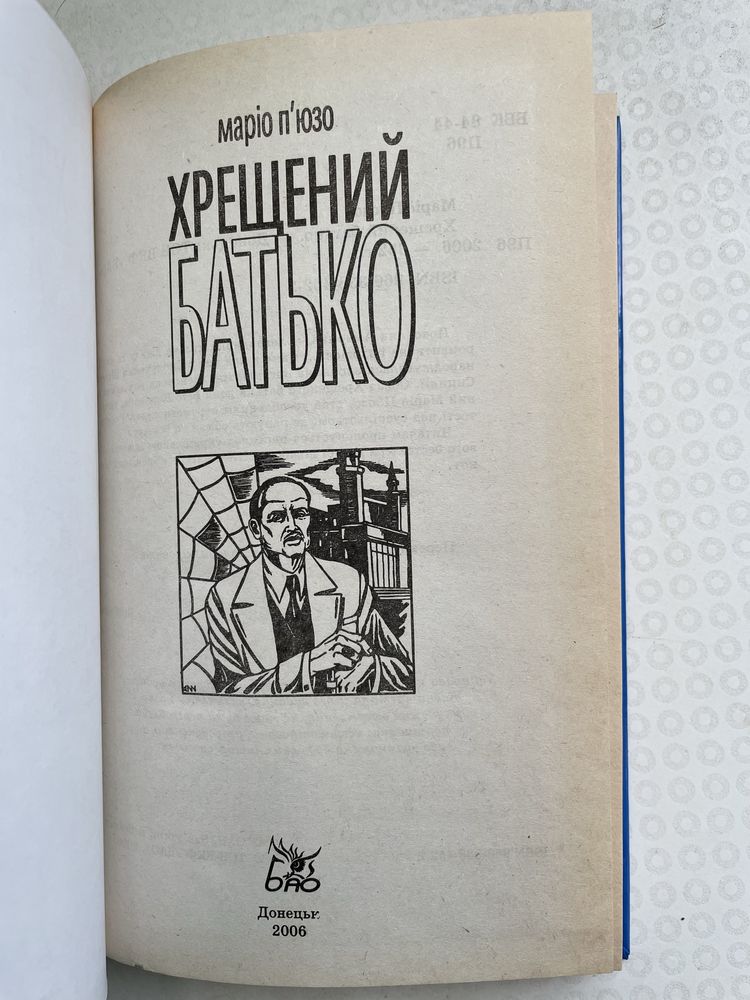 маріо п'юзо
ХРЕЩЕНИЙ
БАТЬКО
БАО
Донецьк
2006